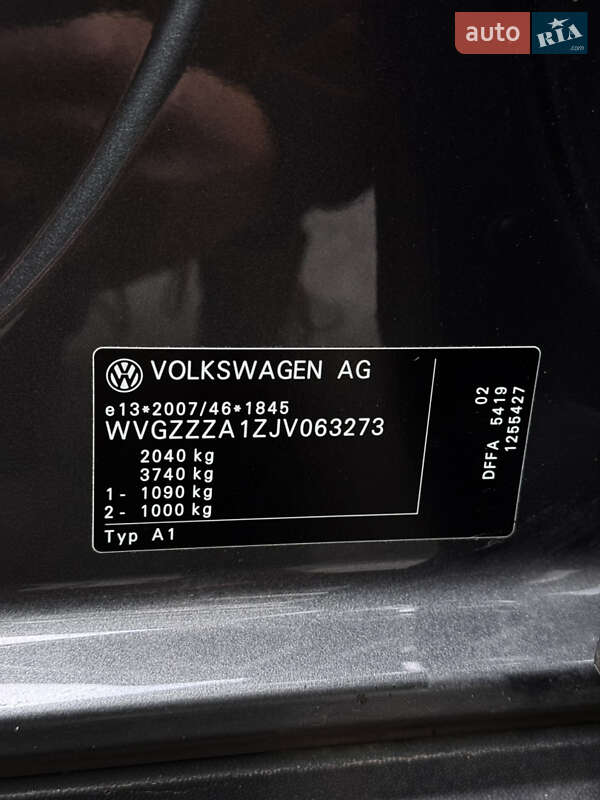 auto RIA.com
VOLKSWAGEN AG
e13*2007/46*1845
WVGZZZA1ZJV063273
2040 kg
3740 kg
1- 1090 kg
2- 1000 kg
Typ A1
02
DFFA 5419
1255427